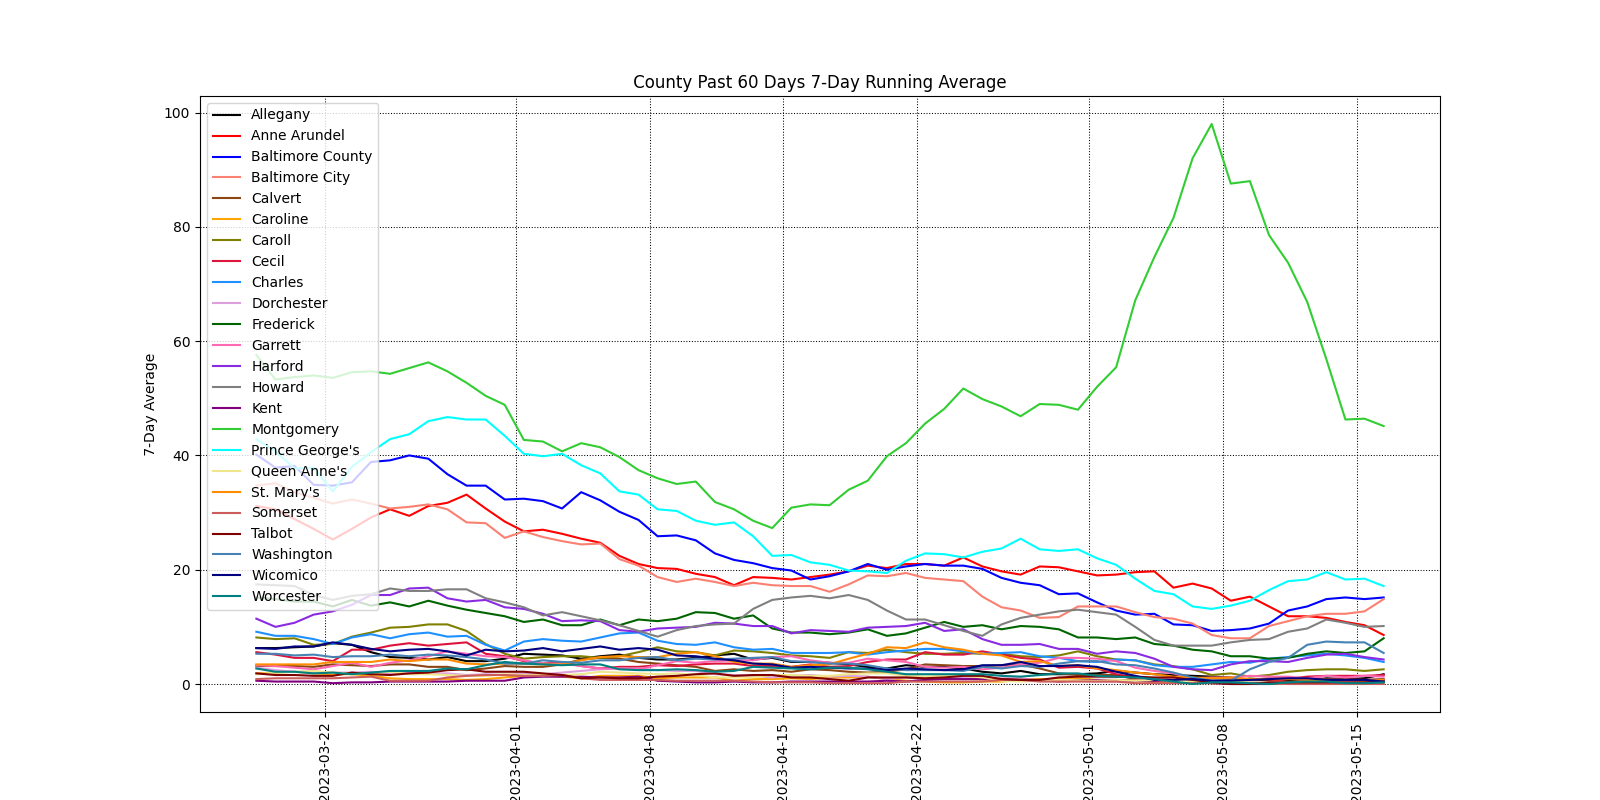 County Past 60 Days 7-Day Running Average
100
80
60
40
20
0
7-Day Average
Allegany
Anne Arundel
Baltimore County
Baltimore City
Calvert
Caroline
Caroll
Cecil
Charles
Dorchester
Frederick
Garrett
Harford
Howard
Kent
Montgomery
Prince George's
Queen Anne's
St. Mary's
Somerset
Talbot
Washington
Wicomico
Worcester
2023-03-22
2023-04-01
2023-04-08
2023-04-15
2023-04-22
2023-05-01
2023-05-08
2023-05-15